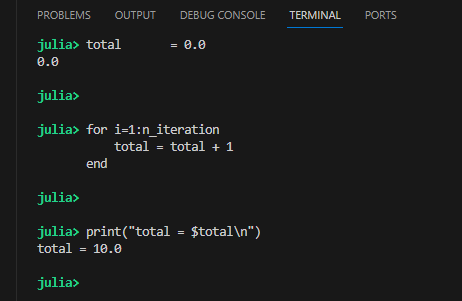 PROBLEMS OUTPUT DEBUG CONSOLE TERMINAL PORTS
julia> total       = 0.0
0.0
julia>
julia> for i=1:n_iteration
           total = total + 1
       end
julia>
julia> print("total = $total\n")
total = 10.0
julia>